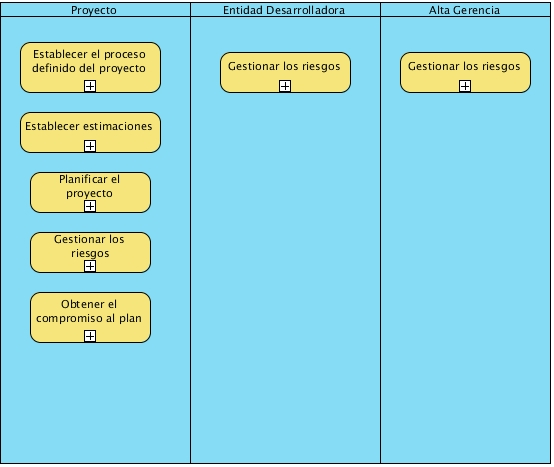 Proyecto
Entidad Desarrolladora
Alta Gerencia
Establecer el proceso
definido del proyecto
Establecer estimaciones
Planificar el
proyecto
Gestionar los
riesgos
Obtener el
compromiso al plan
Gestionar los riesgos
Gestionar los riesgos